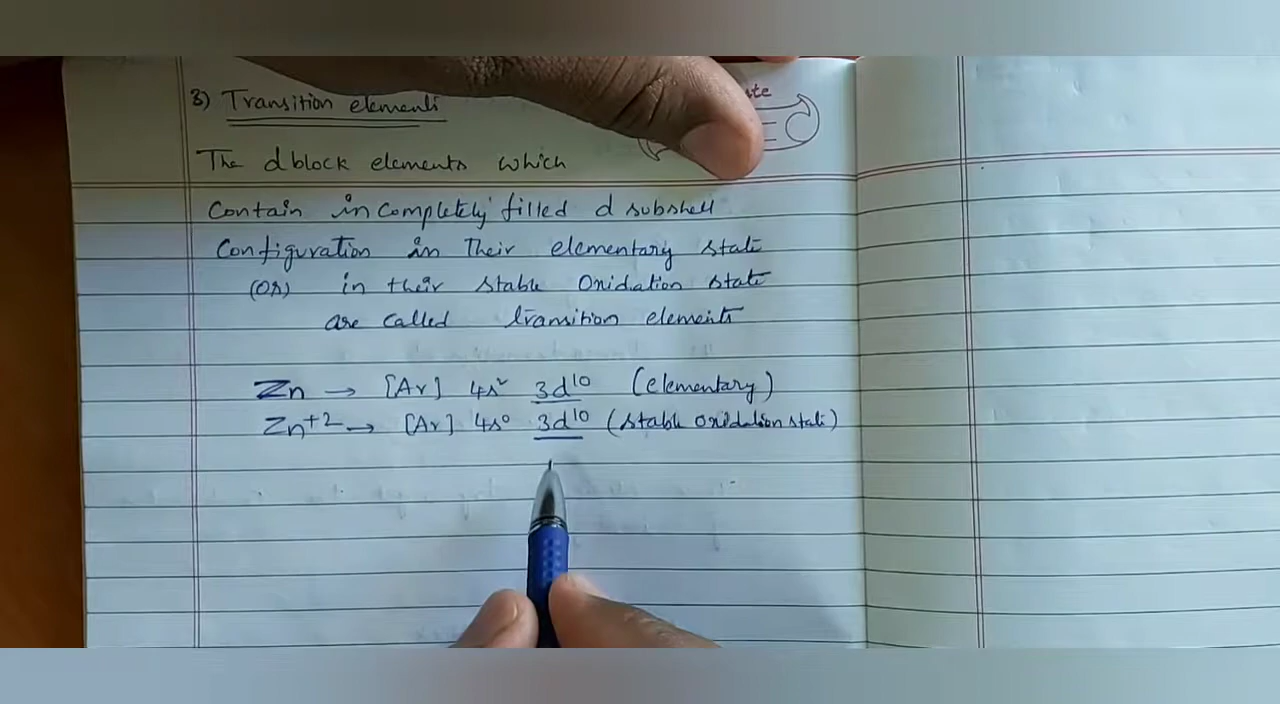 3) Transition elements
The d block elements which
Contain incompletely filled d subshell
Configuration in Their elementary state
(OR) in their stable Oxidation state
are called transition elements
Zn → [Ar] 4s² 3d¹⁰ (elementary)
Zn⁺² → [Ar] 4s⁰ 3d¹⁰ (stable oxidation state)